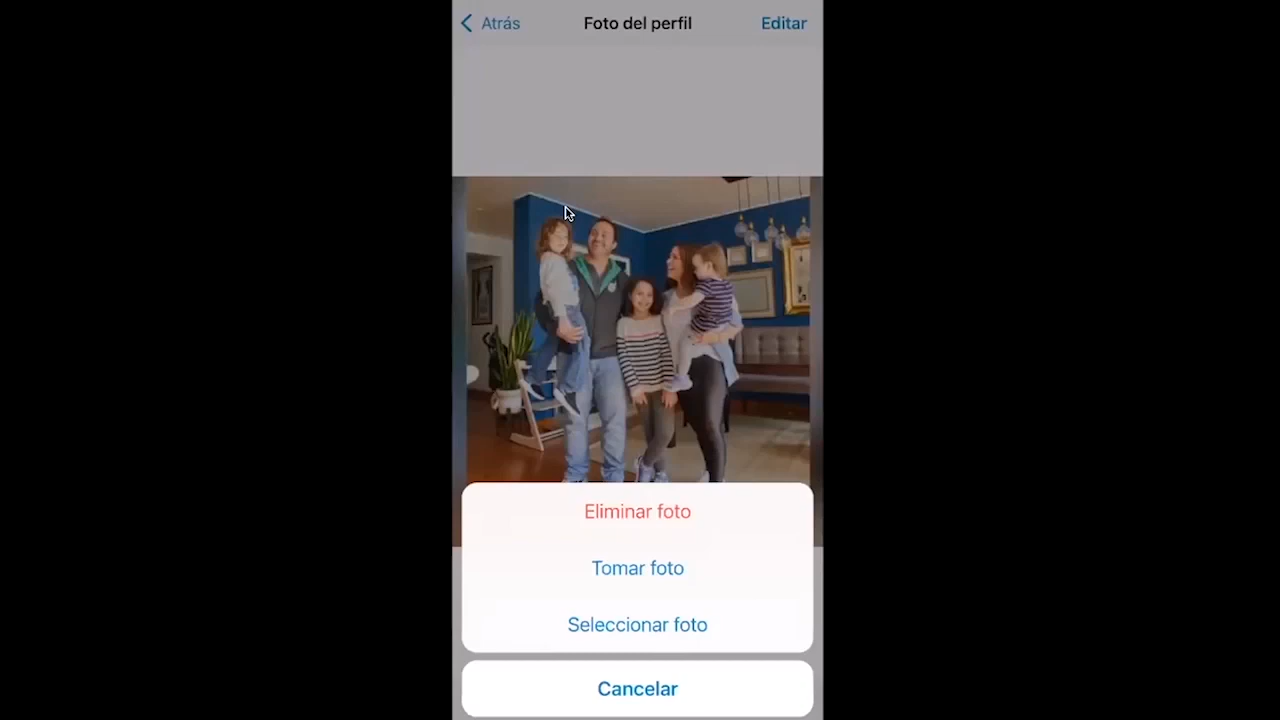 Atrás
Foto del perfil
Editar
Eliminar foto
Tomar foto
Seleccionar foto
Cancelar